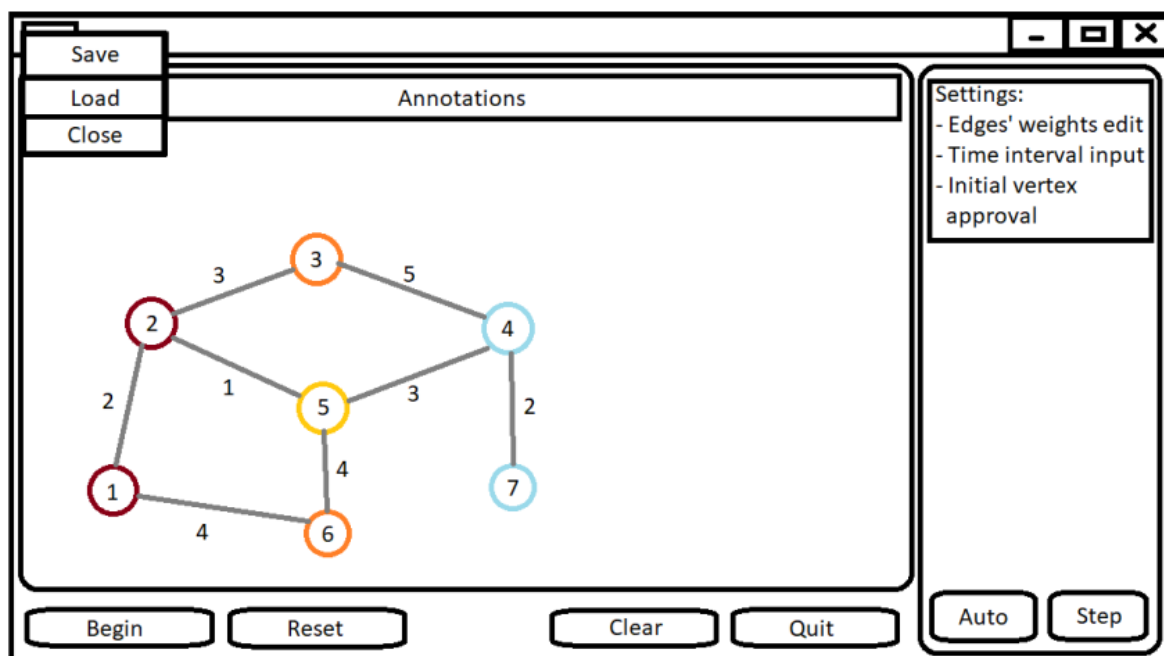 Save
Load
Close
Annotations
Settings:
- Edges' weights edit
- Time interval input
- Initial vertex
approval
3
3
5
2
4
1
5
3
2
2
4
1
7
4
6
Begin
Reset
Clear
Quit
Auto
Step